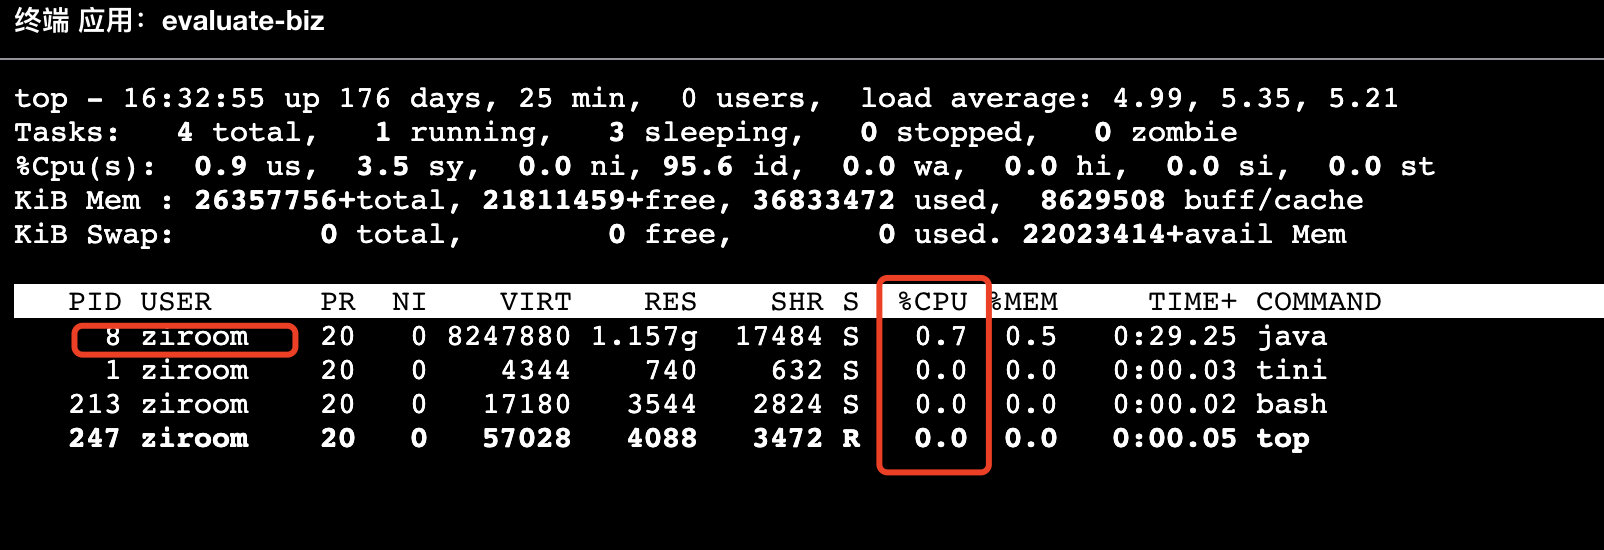 终端 应用：evaluate-biz
top - 16:32:55 up 176 days, 25 min,  0 users,  load average: 4.99, 5.35, 5.21
Tasks:   4 total,   1 running,   3 sleeping,   0 stopped,   0 zombie
%Cpu(s):  0.9 us,  3.5 sy,  0.0 ni, 95.6 id,  0.0 wa,  0.0 hi,  0.0 si,  0.0 st
KiB Mem : 26357756+total, 21811459+free, 36833472 used,  8629508 buff/cache
KiB Swap:        0 total,        0 free,        0 used. 22023414+avail Mem
PID USER      PR  NI    VIRT    RES    SHR S  %CPU %MEM     TIME+ COMMAND
8 ziroom    20   0 8247880 1.157g  17484 S   0.7  0.5   0:29.25 java
1 ziroom    20   0    4344    740    632 S   0.0  0.0   0:00.03 tini
213 ziroom    20   0   17180   3544   2824 S   0.0  0.0   0:00.02 bash
247 ziroom    20   0   57028   4088   3472 R   0.0  0.0   0:00.05 top